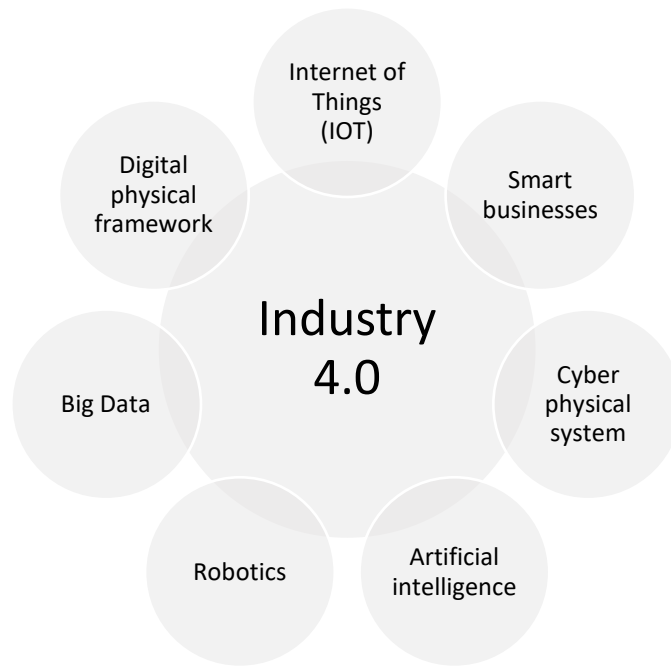 Internet of
Things
(IOT)
Smart
businesses
Cyber
physical
system
Artificial
intelligence
Robotics
Big Data
Digital
physical
framework
Industry
4.0